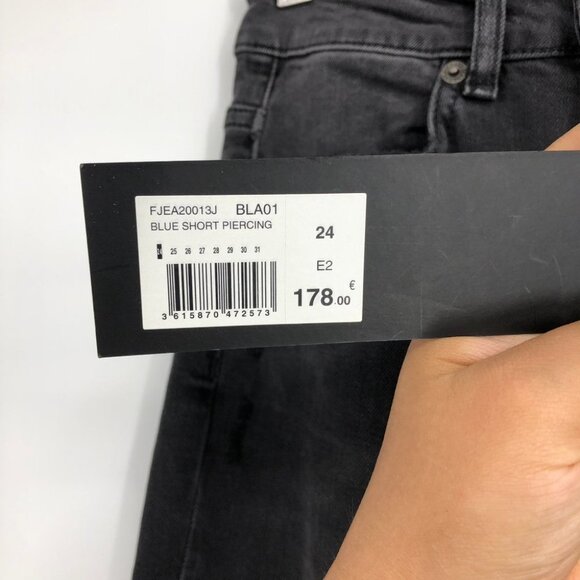 FJEA20013J BLA01
BLUE SHORT PIERCING
24 25 26 27 28 29 30 31
3 615870 472573
24
E2
178.00 €